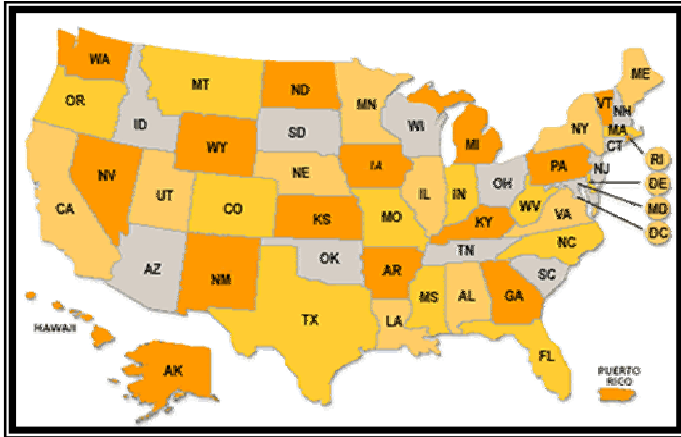 WA
MT
ND
MN
ME
OR
ID
SD
WI
MI
VT
NH
NY
MA
CT
RI
WY
NE
IA
PA
NJ
DE
NV
UT
CO
IL
IN
OH
MD
CA
KS
MO
WV
VA
DC
KY
AZ
NM
OK
AR
TN
NC
SC
TX
LA
MS
AL
GA
HAWAII
AK
FL
PUERTO
RICO